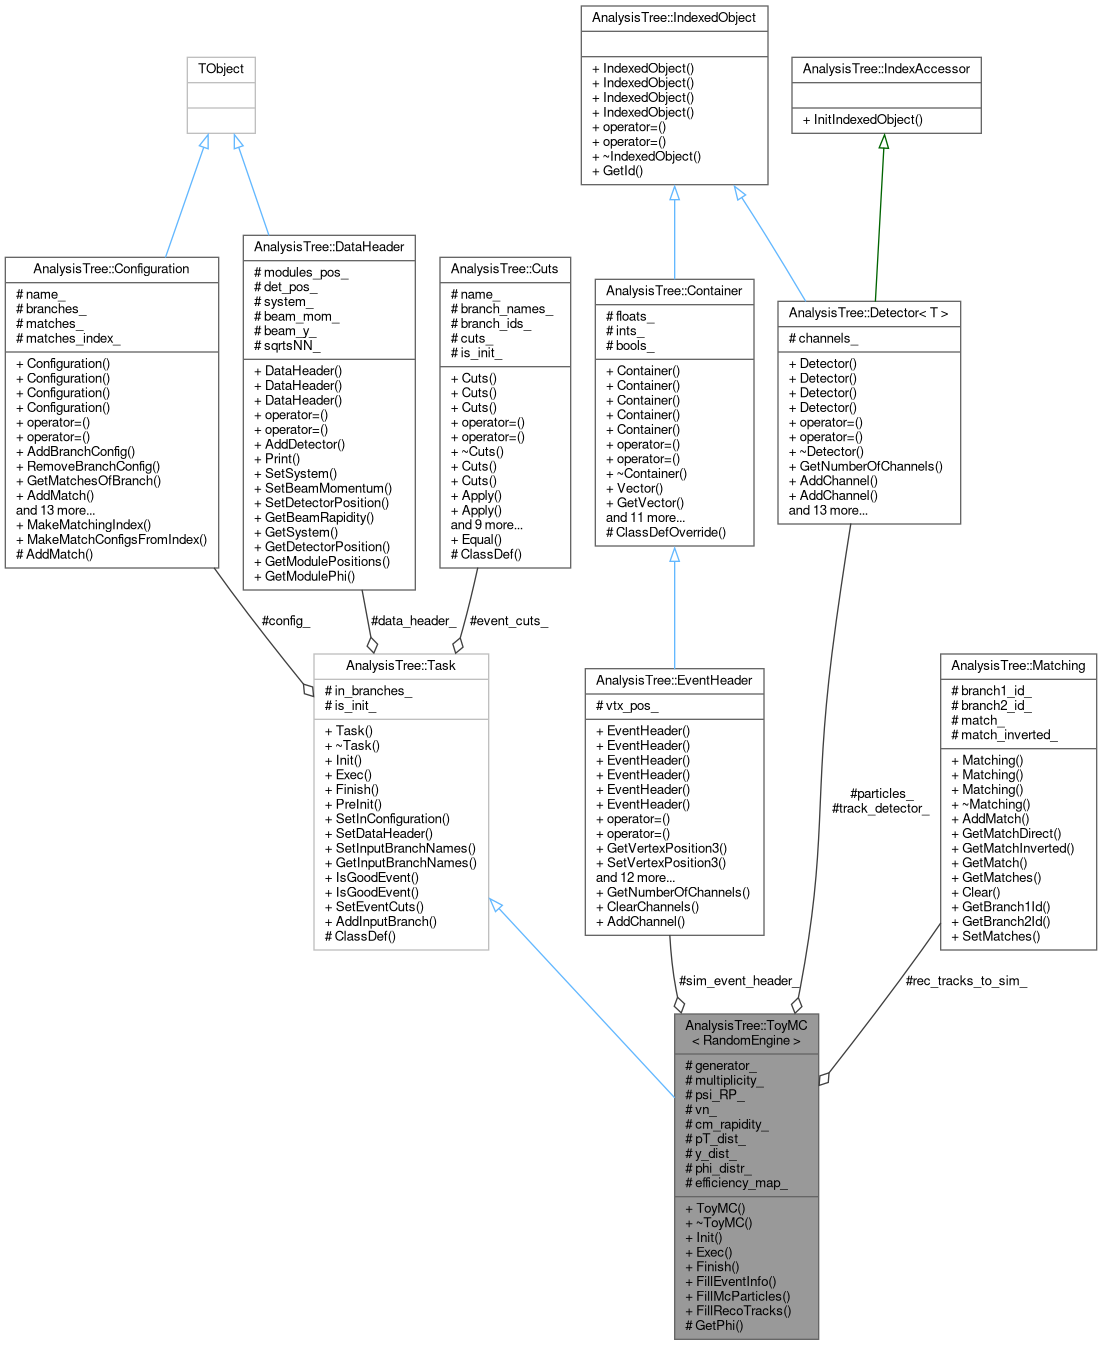 AnalysisTree::IndexedObject
+ IndexedObject()
+ IndexedObject()
+ IndexedObject()
+ IndexedObject()
+ operator=()
+ operator=()
+ ~IndexedObject()
+ GetId()
TObject
AnalysisTree::IndexAccessor
+ InitIndexedObject()
AnalysisTree::Configuration
# name_
# branches_
# matches_
# matches_index_
+ Configuration()
+ Configuration()
+ Configuration()
+ Configuration()
+ operator=()
+ operator=()
+ AddBranchConfig()
+ RemoveBranchConfig()
+ GetMatchesOfBranch()
+ AddMatch()
and 13 more...
+ MakeMatchingIndex()
+ MakeMatchConfigsFromIndex()
# AddMatch()
AnalysisTree::DataHeader
# modules_pos_
# det_pos_
# system_
# beam_mom_
# beam_y_
# sqrtsNN_
+ DataHeader()
+ DataHeader()
+ DataHeader()
+ operator=()
+ operator=()
+ AddDetector()
+ Print()
+ SetSystem()
+ SetBeamMomentum()
+ SetDetectorPosition()
+ GetBeamRapidity()
+ GetSystem()
+ GetDetectorPosition()
+ GetModulePositions()
+ GetModulePhi()
AnalysisTree::Cuts
# name_
# branch_names_
# branch_ids_
# cuts_
# is_init_
+ Cuts()
+ Cuts()
+ Cuts()
+ operator=()
+ operator=()
+ ~Cuts()
+ Cuts()
+ Cuts()
+ Apply()
+ Apply()
and 9 more...
+ Equal()
# ClassDef()
AnalysisTree::Container
# floats_
# ints_
# bools_
+ Container()
+ Container()
+ Container()
+ Container()
+ Container()
+ operator=()
+ operator=()
+ ~Container()
+ Vector()
+ GetVector()
and 11 more...
# ClassDefOverride()
AnalysisTree::Detector< T >
# channels_
+ Detector()
+ Detector()
+ Detector()
+ Detector()
+ operator=()
+ operator=()
+ ~Detector()
+ GetNumberOfChannels()
+ AddChannel()
+ AddChannel()
and 13 more...
#config_
#data_header_
#event_cuts_
AnalysisTree::Task
# in_branches_
# is_init_
+ Task()
+ ~Task()
+ Init()
+ Exec()
+ Finish()
+ PreInit()
+ SetInConfiguration()
+ SetDataHeader()
+ SetInputBranchNames()
+ GetInputBranchNames()
+ IsGoodEvent()
+ IsGoodEvent()
+ SetEventCuts()
+ AddInputBranch()
# ClassDef()
AnalysisTree::EventHeader
# vtx_pos_
+ EventHeader()
+ EventHeader()
+ EventHeader()
+ EventHeader()
+ EventHeader()
+ EventHeader()
+ operator=()
+ operator=()
+ GetVertexPosition3()
+ SetVertexPosition3()
and 12 more...
+ GetNumberOfChannels()
+ ClearChannels()
+ AddChannel()
#particles_
#track_detector_
AnalysisTree::Matching
# branch1_id_
# branch2_id_
# match_
# match_inverted_
+ Matching()
+ Matching()
+ Matching()
+ ~Matching()
+ AddMatch()
+ GetMatchDirect()
+ GetMatchInverted()
+ GetMatch()
+ GetMatches()
+ Clear()
+ GetBranch1Id()
+ GetBranch2Id()
+ SetMatches()
#sim_event_header_
#rec_tracks_to_sim_
AnalysisTree::ToyMC
< RandomEngine >
# generator_
# multiplicity_
# psi_RP_
# vn_
# cm_rapidity_
# pT_dist_
# y_dist_
# phi_distr_
# efficiency_map_
+ ToyMC()
+ ~ToyMC()
+ Init()
+ Exec()
+ Finish()
+ FillEventInfo()
+ FillMcParticles()
+ FillRecoTracks()
# GetPhi()